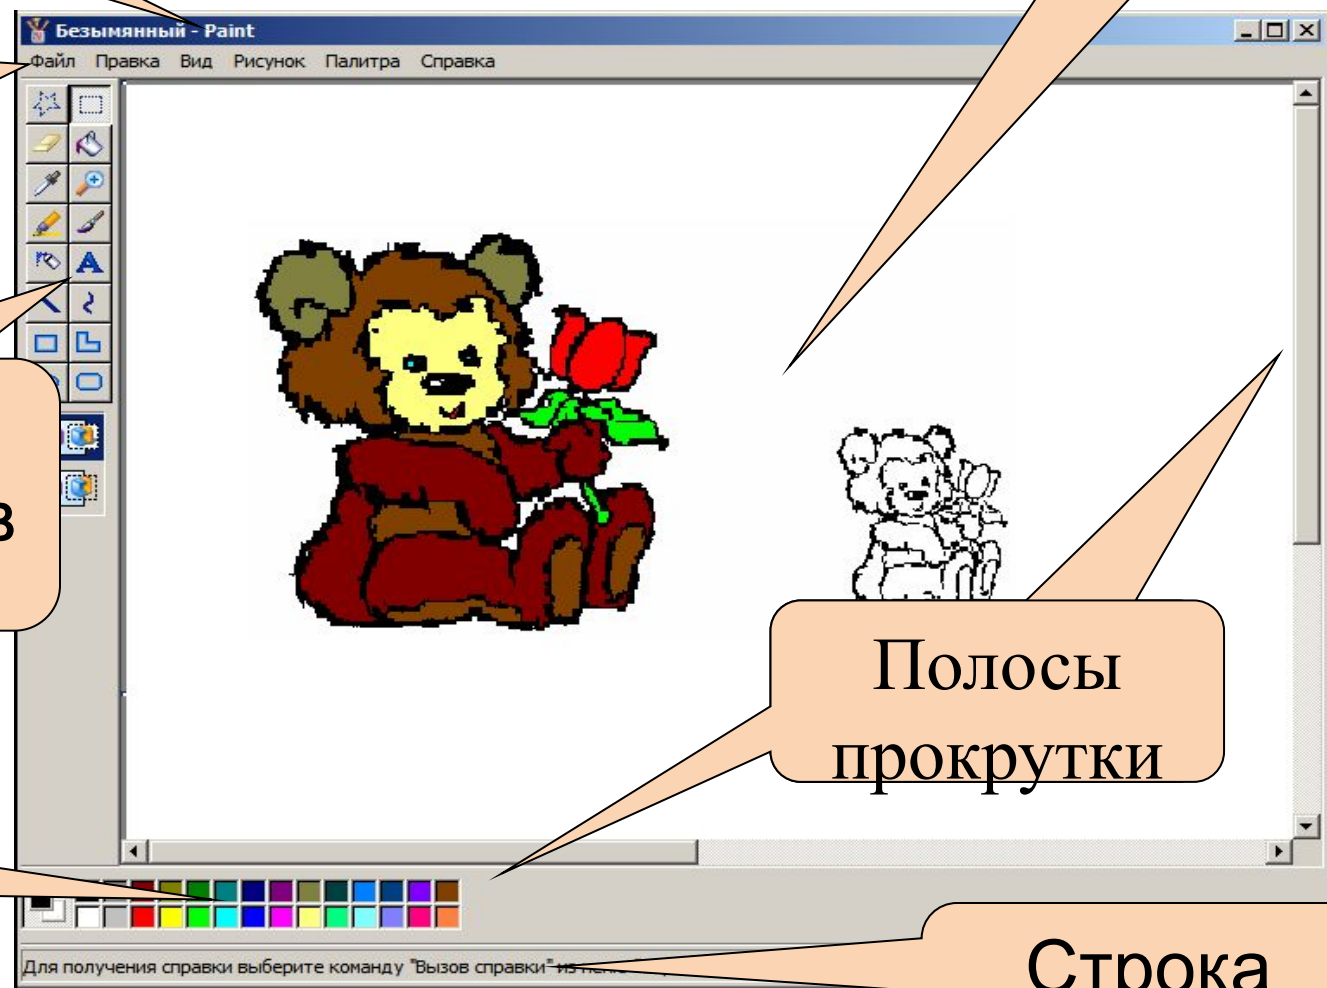 Безымянный - Paint
Файл Правка Вид Рисунок Палитра Справка
A
в
Полосы
прокрутки
Для получения справки выберите команду "Вызов справки"
Строка